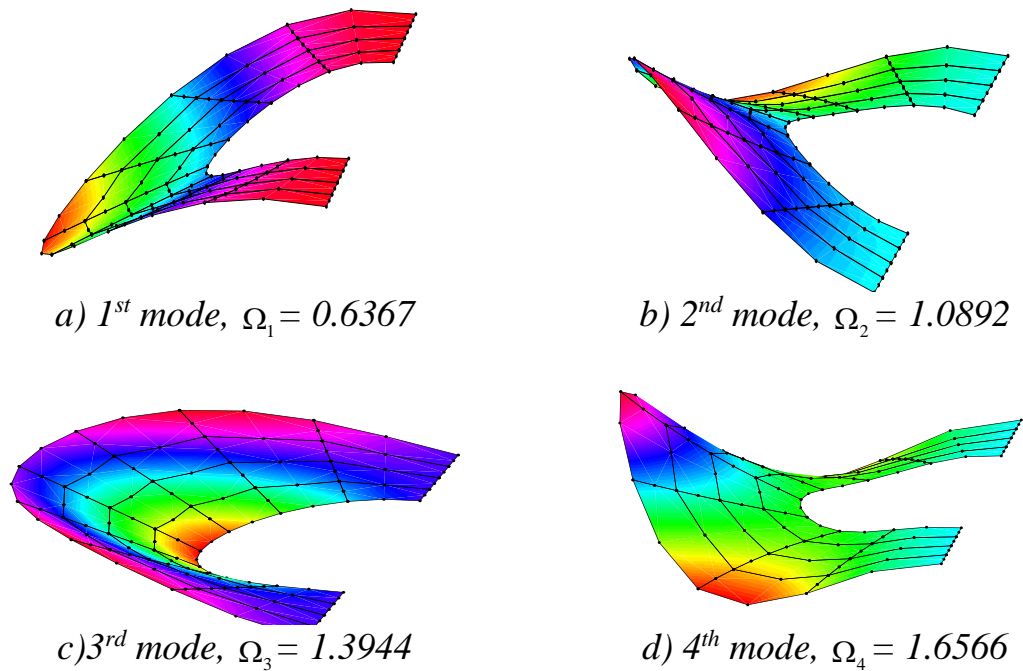 a) 1st mode, Ω1 = 0.6367
b) 2nd mode, Ω2 = 1.0892
c)3rd mode, Ω3 = 1.3944
d) 4th mode, Ω4 = 1.6566